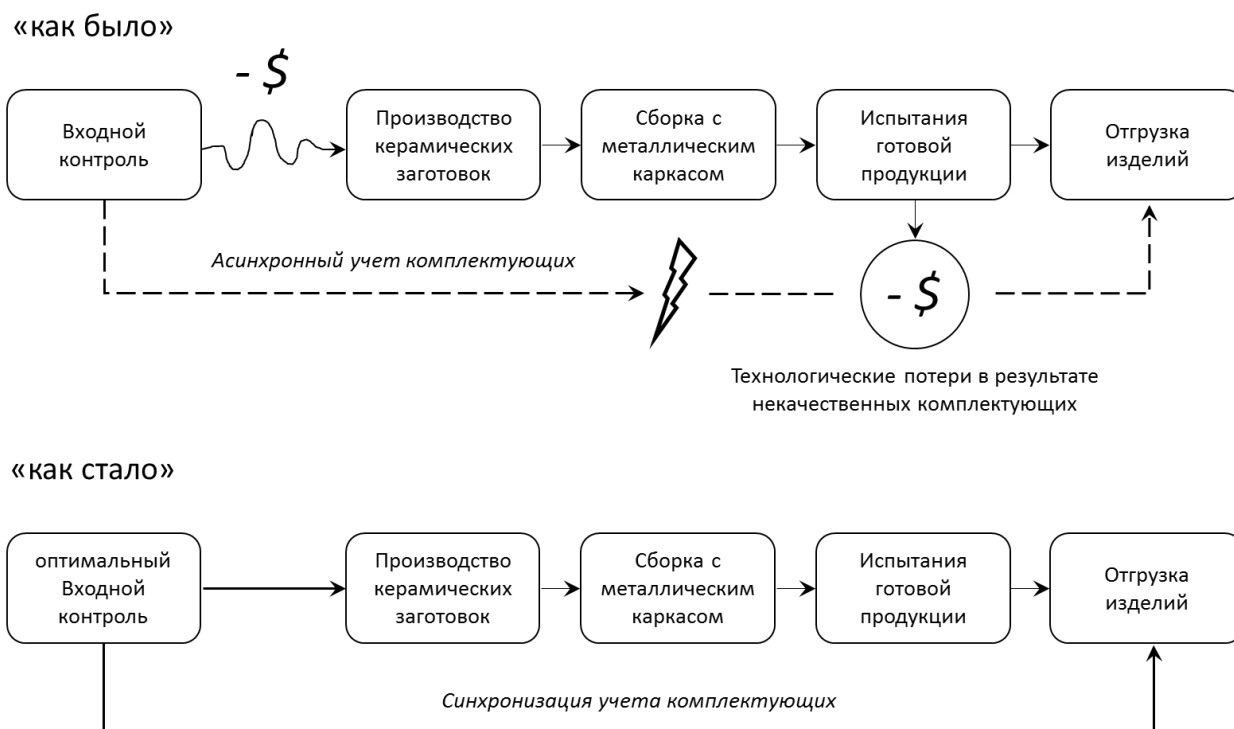 «как было»
- $
Входной
контроль
Производство
керамических
заготовок
Сборка с
металлическим
каркасом
Испытания
готовой
продукции
Отгрузка
изделий
Асинхронный учет комплектующих
- $
Технологические потери в результате
некачественных комплектующих
«как стало»
оптимальный
Входной
контроль
Производство
керамических
заготовок
Сборка с
металлическим
каркасом
Испытания
готовой
продукции
Отгрузка
изделий
Синхронизация учета комплектующих